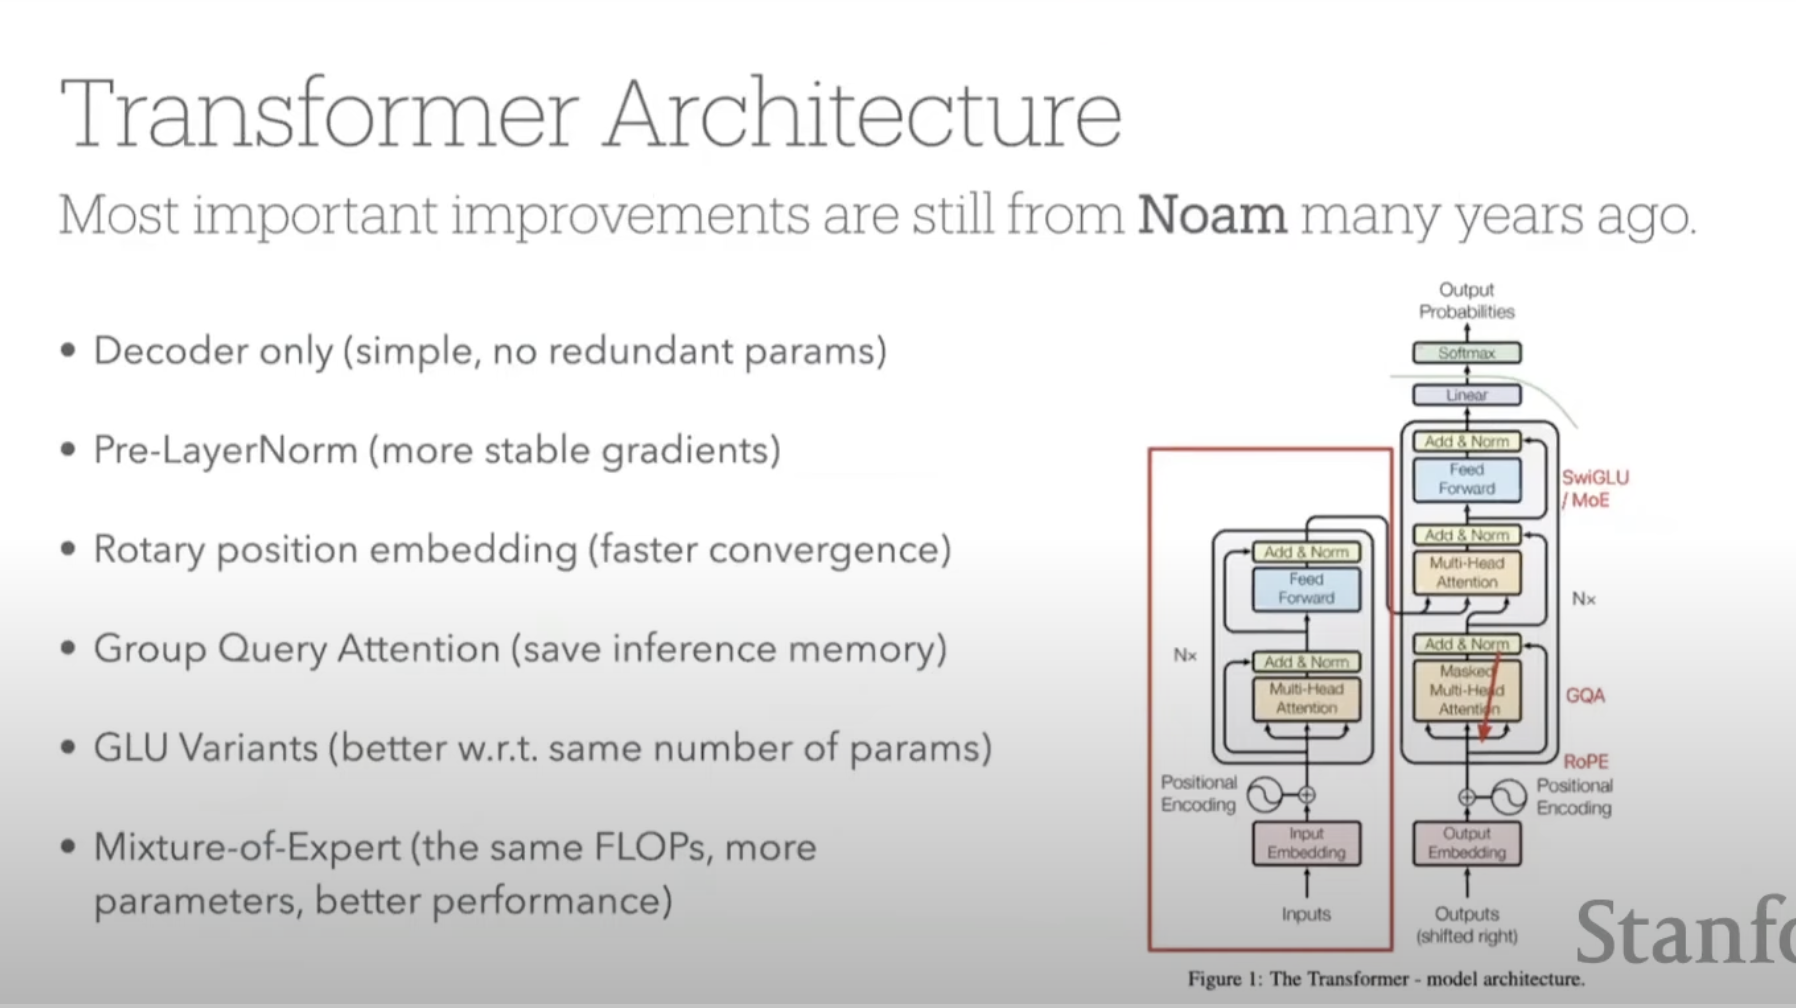 Transformer Architecture
Most important improvements are still from Noam many years ago.
• Decoder only (simple, no redundant params)
• Pre-LayerNorm (more stable gradients)
• Rotary position embedding (faster convergence)
• Group Query Attention (save inference memory)
• GLU Variants (better w.r.t. same number of params)
• Mixture-of-Expert (the same FLOPs, more
parameters, better performance)
Output
Probabilities
Softmax
Linear
Add & Norm
Feed
Forward
SwiGLU
/ MoE
Add & Norm
Multi-Head
Attention
Nx
Add & Norm
Masked
Multi-Head
Attention
GQA
RoPE
Positional
Encoding
Output
Embedding
Outputs
(shifted right)
Add & Norm
Feed
Forward
Nx
Add & Norm
Multi-Head
Attention
Positional
Encoding
Input
Embedding
Inputs
Figure 1: The Transformer - model architecture.
Stanfo